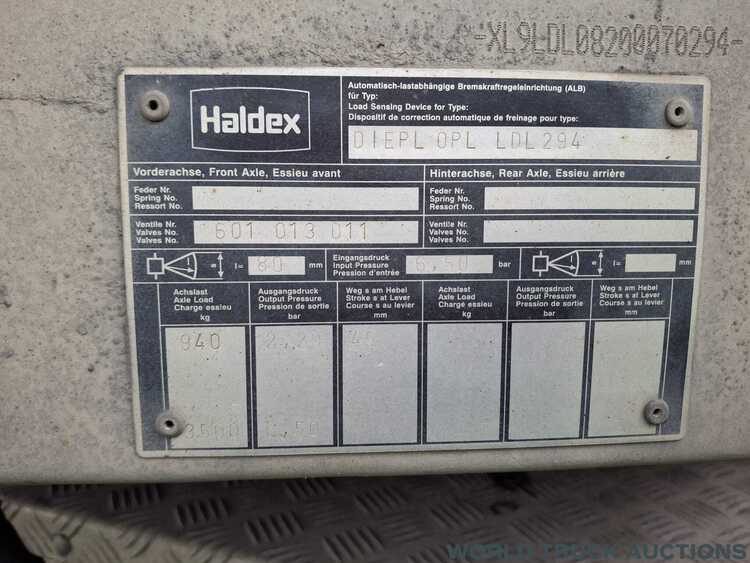 -XL9LDL08200070294-
Haldex
Automatisch-lastabhängige Bremskraftregeleinrichtung (ALB)
für Typ:
Load Sensing Device for Type:
Dispositif de correction automatique de freinage pour type:
DIEPL OPL LDL294
Vorderachse, Front Axle, Essieu avant
Hinterachse, Rear Axle, Essieu arrière
Feder Nr.
Spring No.
Ressort No.
Feder Nr.
Spring No.
Ressort No.
Ventile Nr.
Valves No.
Valves No.
601 013 011
Ventile Nr.
Valves No.
Valves No.
l= 80 mm
Eingangsdruck
Input Pressure
Pression d'entrée
6,50 bar
l= mm
Achslast
Axle Load
Charge essieu
kg
Ausgangsdruck
Output Pressure
Pression de sortie
bar
Weg s am Hebel
Stroke s at Lever
Course s au levier
mm
Achslast
Axle Load
Charge essieu
kg
Ausgangsdruck
Output Pressure
Pression de sortie
bar
Weg s am Hebel
Stroke s at Lever
Course s au levier
mm
940
3500
WORLD TRUCK AUCTIONS